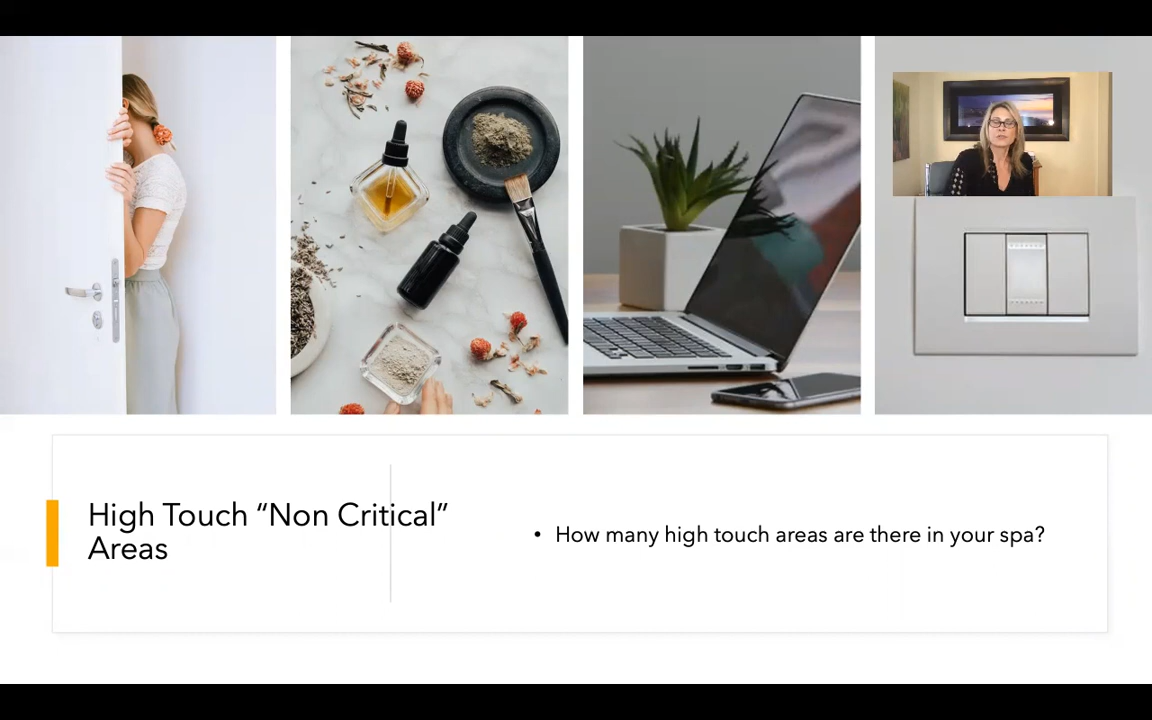 High Touch “Non Critical”
Areas
• How many high touch areas are there in your spa?